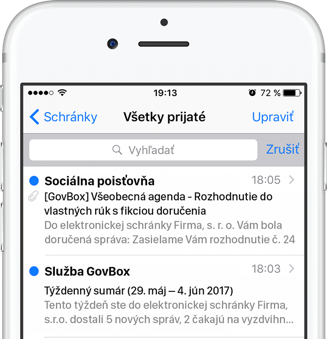 19:13 72 %
Schránky Všetky prijaté Upraviť
Vyhľadať Zrušiť
Sociálna poisťovňa 18:05
[GovBox] Všeobecná agenda - Rozhodnutie do
vlastných rúk s fikciou doručenia
Do elektronickej schránky Firma, s. r. o. Vám bola
doručená správa: Zasielame Vám rozhodnutie č. 24
Služba GovBox 18:03
Týždenný sumár (29. máj – 4. jún 2017)
Tento týždeň ste do elektronickej schránky Firma,
s.r.o. dostali 5 nových správ, 2 čakajú na vyzdvihn...